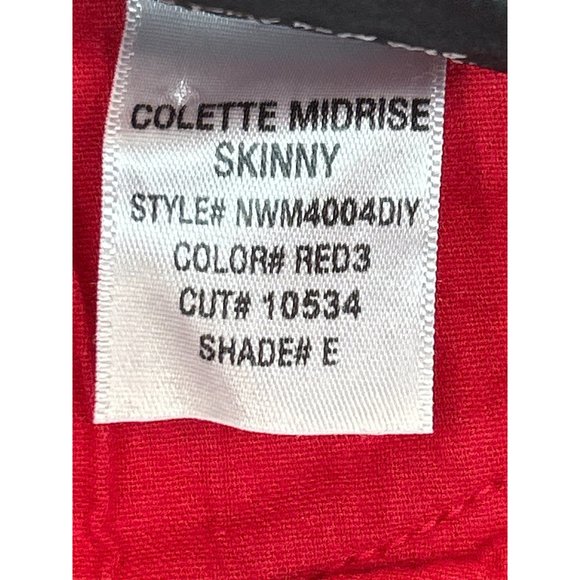 COLETTE MIDRISE
SKINNY
STYLE# NWM4004DIY
COLOR# RED3
CUT# 10534
SHADE# E